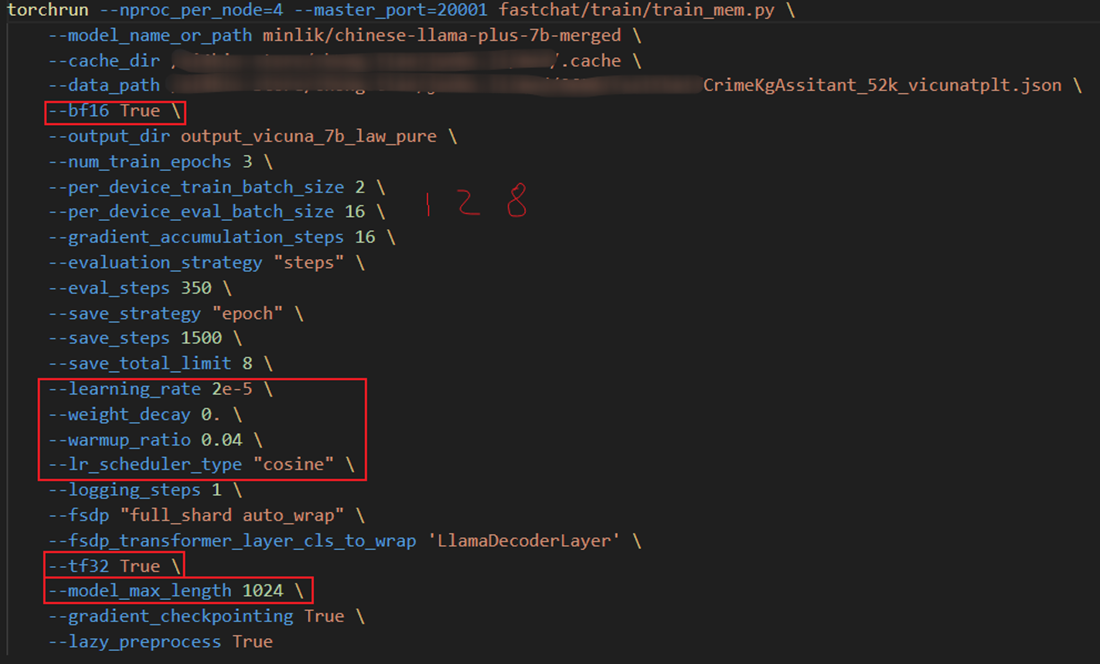 torchrun --nproc_per_node=4 --master_port=20001 fastchat/train/train_mem.py \
--model_name_or_path minlik/chinese-llama-plus-7b-merged \
--cache_dir /.cache \
--data_path CrimeKgAssitant_52k_vicunatplt.json \
--bf16 True \
--output_dir output_vicuna_7b_law_pure \
--num_train_epochs 3 \
--per_device_train_batch_size 2 \
--per_device_eval_batch_size 16 \
128
--gradient_accumulation_steps 16 \
--evaluation_strategy "steps" \
--eval_steps 350 \
--save_strategy "epoch" \
--save_steps 1500 \
--save_total_limit 8 \
--learning_rate 2e-5 \
--weight_decay 0. \
--warmup_ratio 0.04 \
--lr_scheduler_type "cosine" \
--logging_steps 1 \
--fsdp "full_shard auto_wrap" \
--fsdp_transformer_layer_cls_to_wrap 'LlamaDecoderLayer' \
--tf32 True \
--model_max_length 1024 \
--gradient_checkpointing True \
--lazy_preprocess True